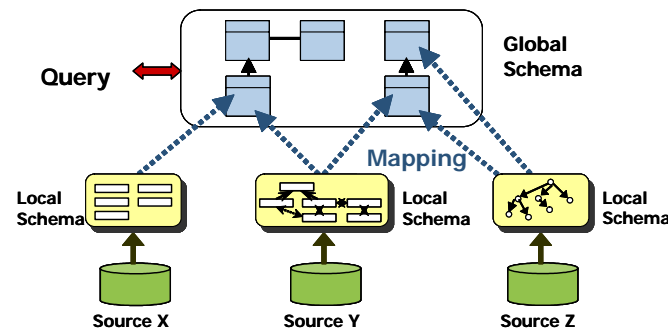 Global
Schema
Query
Mapping
Local
Schema
Local
Schema
Local
Schema
Source X
Source Y
Source Z